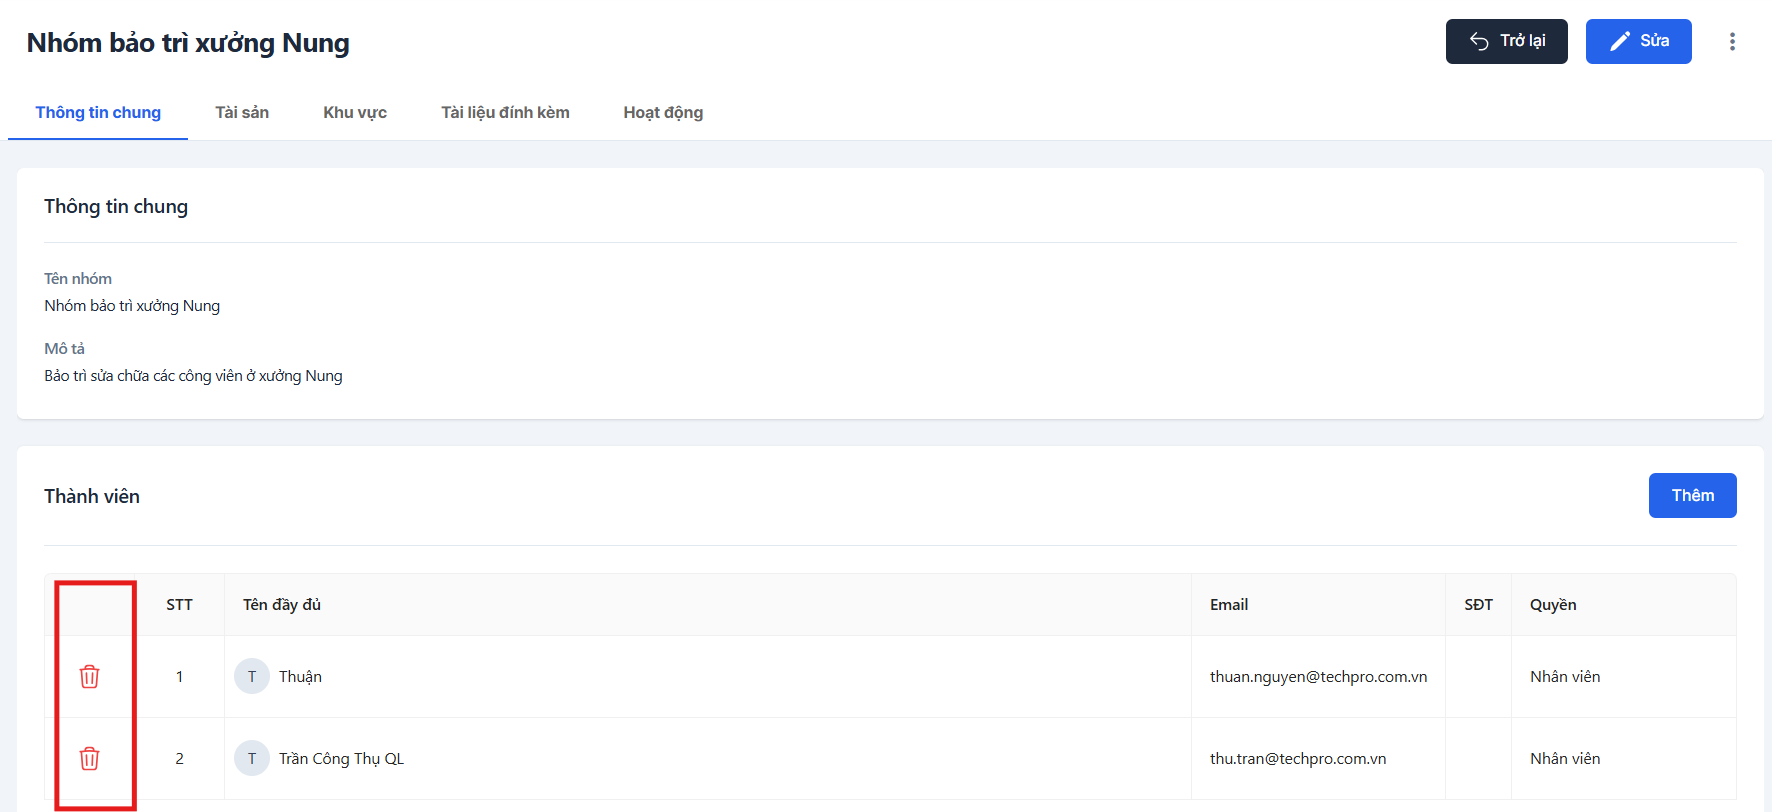 Nhóm bảo trì xưởng Nung
Trở lại
Sửa
Thông tin chung
Tài sản
Khu vực
Tài liệu đính kèm
Hoạt động
Thông tin chung
Tên nhóm
Nhóm bảo trì xưởng Nung
Mô tả
Bảo trì sửa chữa các công viên ở xưởng Nung
Thành viên
Thêm
STT Tên đầy đủ Email SĐT Quyền
1 T Thuận thuan.nguyen@techpro.com.vn Nhân viên
2 T Trần Công Thụ QL thu.tran@techpro.com.vn Nhân viên